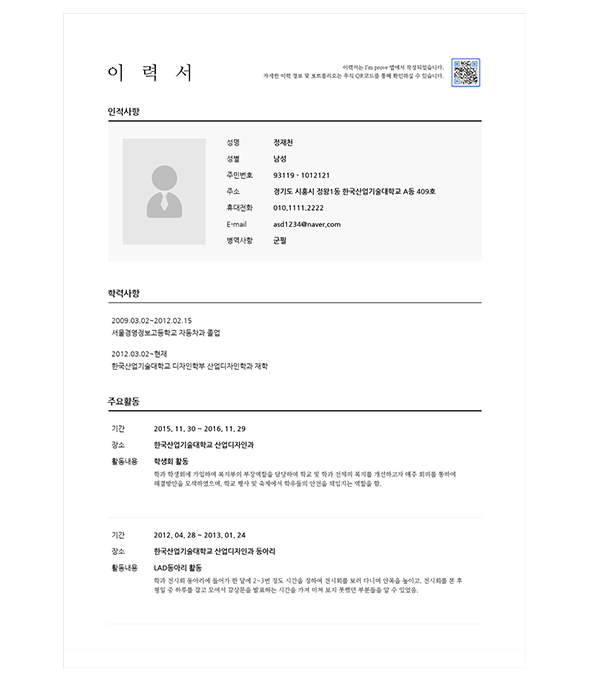 이 력 서
이력서는 I'm prove 앱에서 작성되었습니다.
자세한 이력 정보 및 포트폴리오는 우측 QR코드를 통해 확인하실 수 있습니다.
인적사항
성명 정재천
성별 남성
주민번호 93119 - 1012121
주소 경기도 시흥시 정왕1동 한국산업기술대학교 A동 409호
휴대전화 010.1111.2222
E-mail asd1234@naver.com
병역사항 군필
학력사항
2009.03.02~2012.02.15
서울경영정보고등학교 자동차과 졸업
2012.03.02~현재
한국산업기술대학교 디자인학부 산업디자인학과 재학
주요활동
기간 2015. 11. 30 ~ 2016. 11. 29
장소 한국산업기술대학교 산업디자인과
활동내용 학생회 활동
학과 학생회에 가입하여 복지부의 부장역할을 담당하여 학교 및 학과 전체의 복지를 개선하고자 매주 회의를 통하여
해결방안을 모색하였으며, 학교 행사 및 축제에서 학우들의 안전을 책임지는 역할을 함.
기간 2012. 04. 28 ~ 2013. 01. 24
장소 한국산업기술대학교 산업디자인과 동아리
활동내용 LAD동아리 활동
학과 전시회 동아리에 들어가 한 달에 2~3번 정도 시간을 정하여 전시회를 보러 다니며 안목을 높이고, 전시회를 본 후
평일 중 하루를 잡고 모여서 감상문을 발표하는 시간을 가져 미쳐 보지 못했던 부분들을 알 수 있었음.